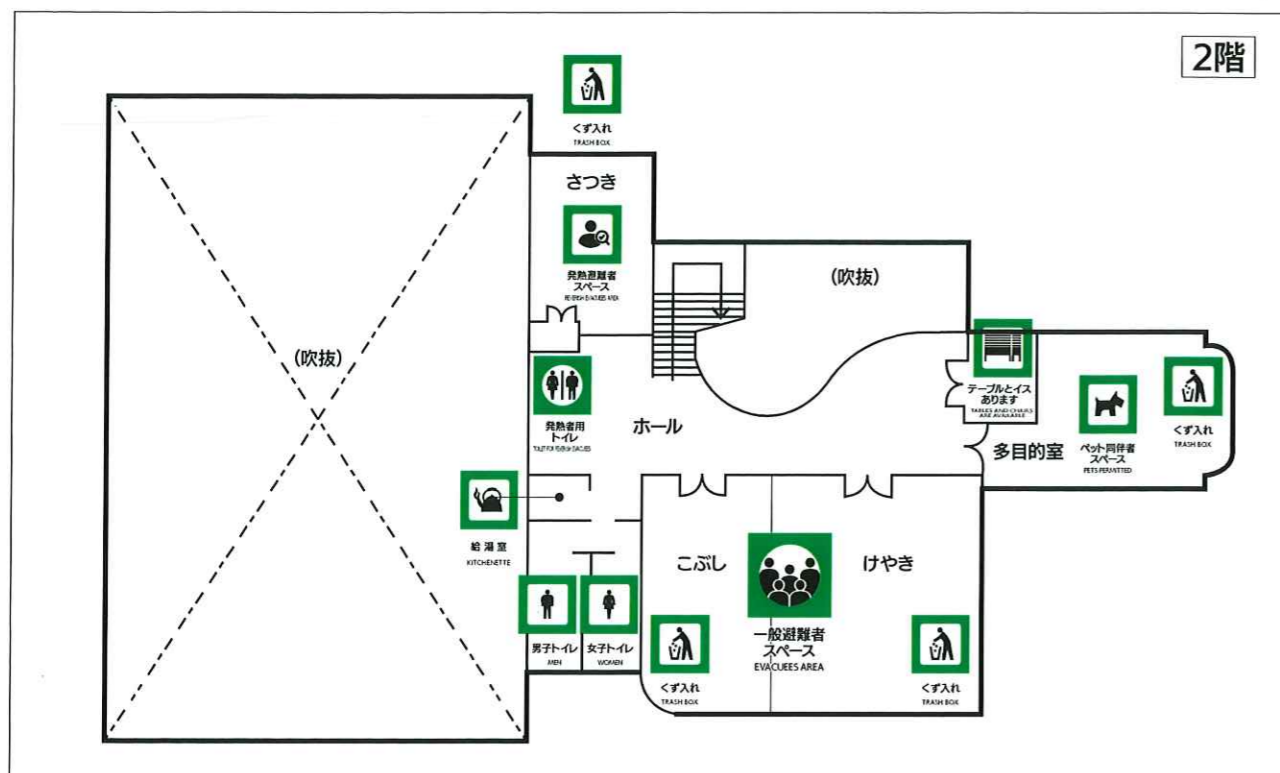 2階
くず入れ
TRASH BOX
さつき
発熱避難者
スペース
(吹抜)
(吹抜)
テーブルとイス
あります
TABLES AND CHAIRS
ARE AVAILABLE
発熱者用
トイレ
ホール
多目的室
ペット同伴者
スペース
PETS PERMITTED
くず入れ
TRASH BOX
給湯室
KITCHENETTE
こぶし
けやき
男子トイレ
MEN
女子トイレ
WOMEN
一般避難者
スペース
EVACUEES AREA
くず入れ
TRASH BOX
くず入れ
TRASH BOX